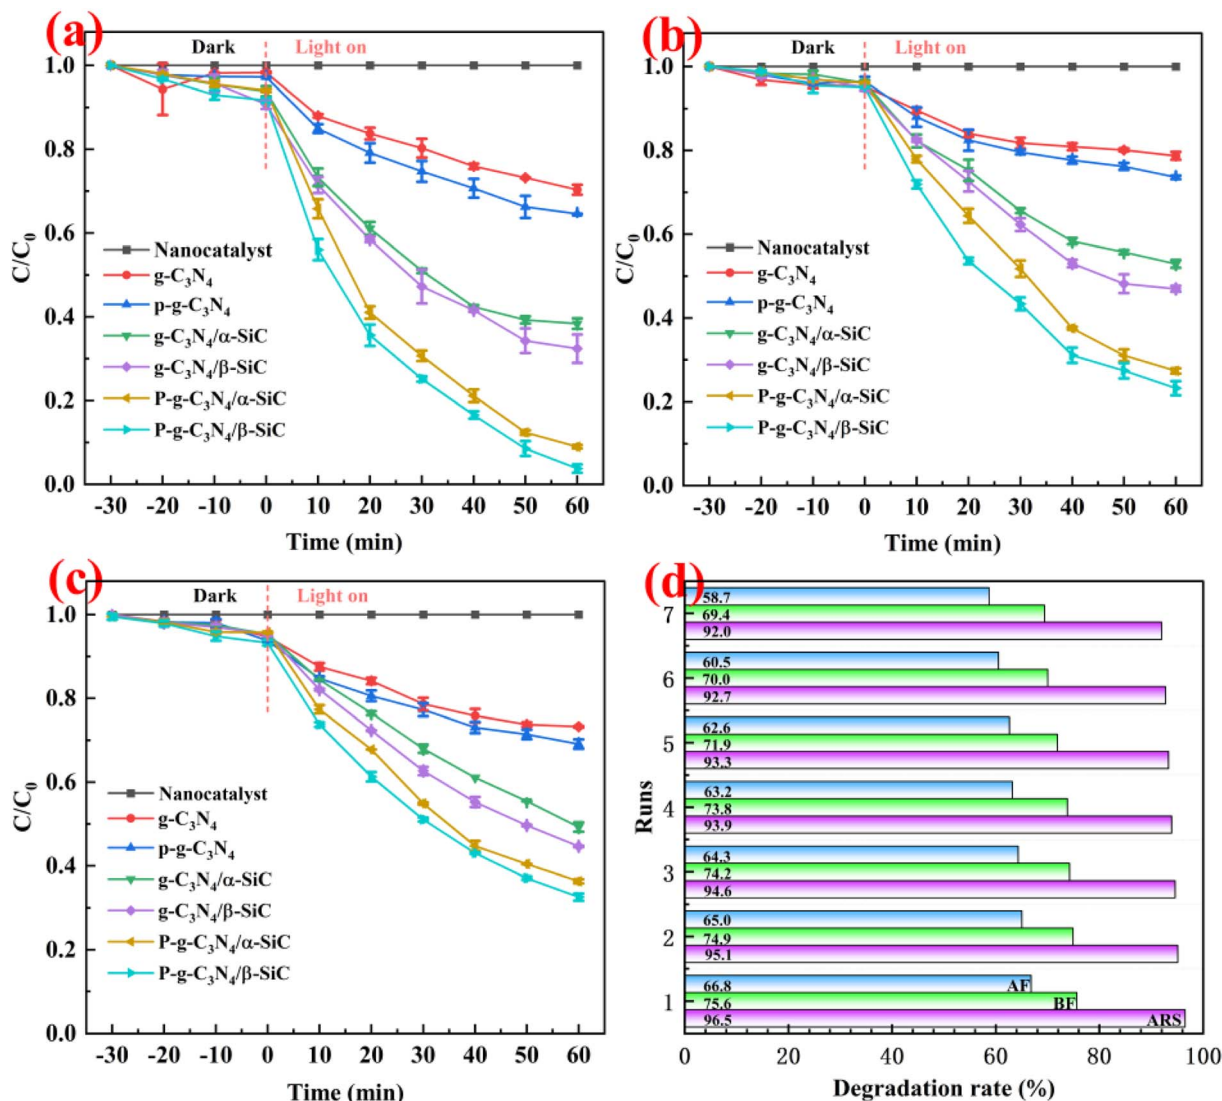 (a)
Dark Light on
1.0
0.8
0.6
0.4
0.2
0.0
C/C₀
Nanocatalyst
g-C₃N₄
p-g-C₃N₄
g-C₃N₄/α-SiC
g-C₃N₄/β-SiC
P-g-C₃N₄/α-SiC
P-g-C₃N₄/β-SiC
-30 -20 -10 0 10 20 30 40 50 60
Time (min)
(b)
Dark Light on
1.0
0.8
0.6
0.4
0.2
0.0
C/C₀
Nanocatalyst
g-C₃N₄
p-g-C₃N₄
g-C₃N₄/α-SiC
g-C₃N₄/β-SiC
P-g-C₃N₄/α-SiC
P-g-C₃N₄/β-SiC
-30 -20 -10 0 10 20 30 40 50 60
Time (min)
(c)
Dark Light on
1.0
0.8
0.6
0.4
0.2
0.0
C/C₀
Nanocatalyst
g-C₃N₄
p-g-C₃N₄
g-C₃N₄/α-SiC
g-C₃N₄/β-SiC
P-g-C₃N₄/α-SiC
P-g-C₃N₄/β-SiC
-30 -20 -10 0 10 20 30 40 50 60
Time (min)
(d)
Runs
7
58.7
69.4
92.0
6
60.5
70.0
92.7
5
62.6
71.9
93.3
4
63.2
73.8
93.9
3
64.3
74.2
94.6
2
65.0
74.9
95.1
1
66.8 AF
75.6 BF
96.5 ARS
0 20 40 60 80 100
Degradation rate (%)